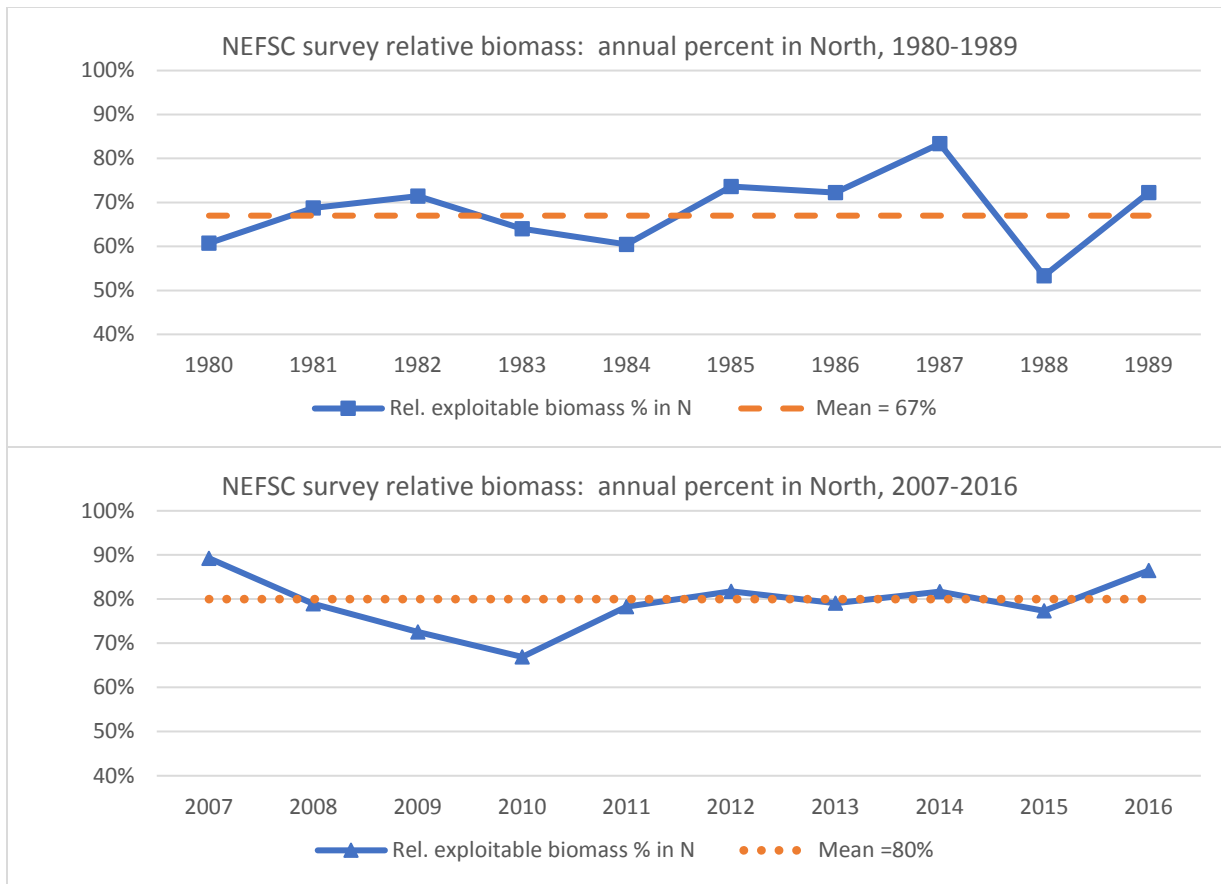 NEFSC survey relative biomass:  annual percent in North, 1980-1989
100%
90%
80%
70%
60%
50%
40%
1980 1981 1982 1983 1984 1985 1986 1987 1988 1989
Rel. exploitable biomass % in N Mean = 67%
NEFSC survey relative biomass:  annual percent in North, 2007-2016
100%
90%
80%
70%
60%
50%
40%
2007 2008 2009 2010 2011 2012 2013 2014 2015 2016
Rel. exploitable biomass % in N Mean =80%